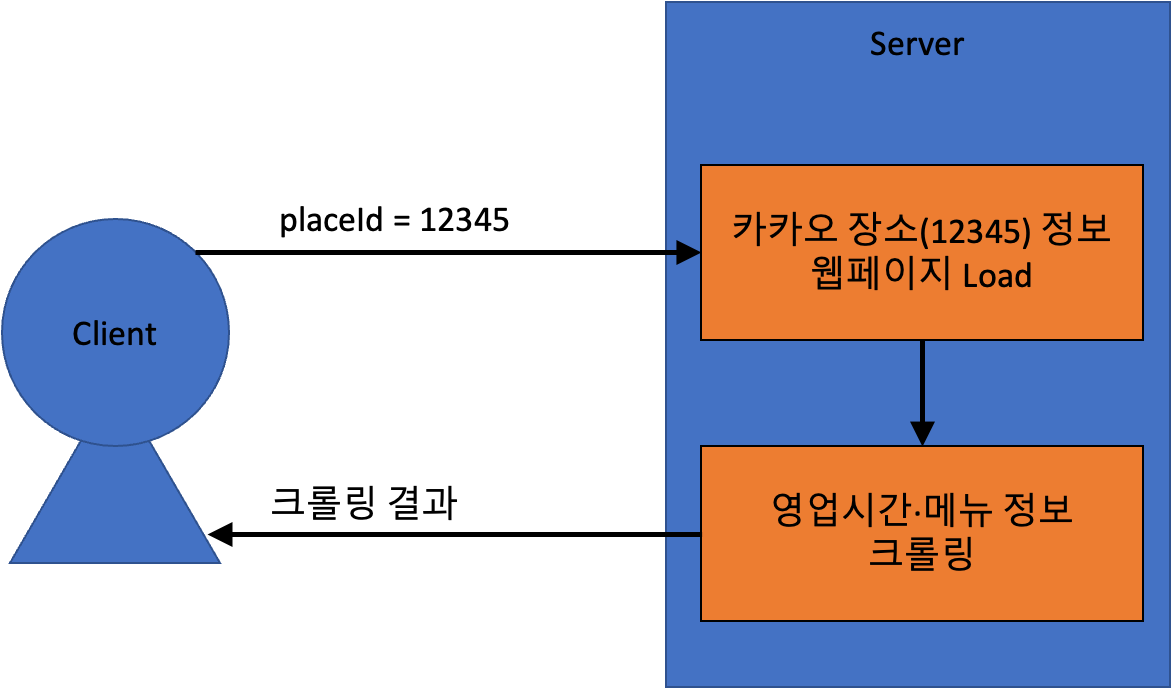 Server
placeId = 12345
카카오 장소(12345) 정보
웹페이지 Load
Client
크롤링 결과
영업시간·메뉴 정보
크롤링